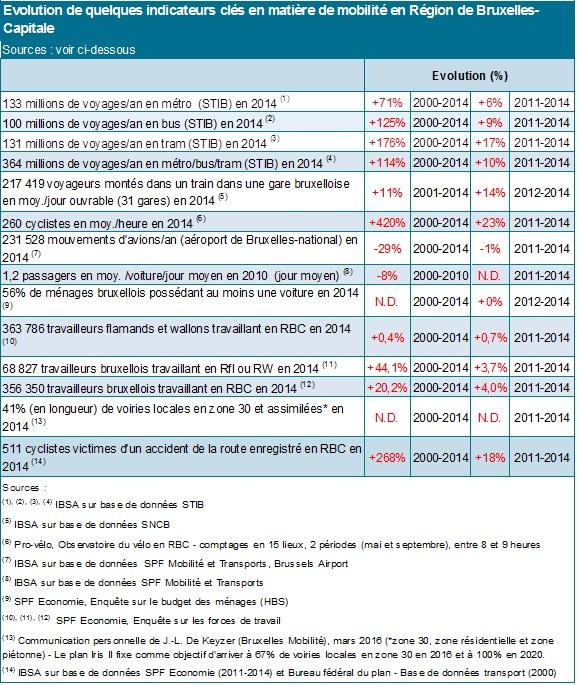 Evolution de quelques indicateurs clés en matière de mobilité en Région de Bruxelles-
Capitale
Sources : voir ci-dessous
Evolution (%)
133 millions de voyages/an en métro (STIB) en 2014 (1) +71% 2000-2014 +6% 2011-2014
100 millions de voyages/an en bus (STIB) en 2014 (2) +125% 2000-2014 +9% 2011-2014
131 millions de voyages/an en tram (STIB) en 2014 (3) +176% 2000-2014 +17% 2011-2014
364 millions de voyages/an en métro/bus/tram (STIB) en 2014 (4) +114% 2000-2014 +10% 2011-2014
217 419 voyageurs montés dans un train dans une gare bruxelloise
en moy./jour ouvrable (31 gares) en 2014 (5) +11% 2001-2014 +14% 2012-2014
260 cyclistes en moy./heure en 2014 (6) +420% 2000-2014 +23% 2011-2014
231 528 mouvements d'avions/an (aéroport de Bruxelles-national) en
2014 (7) -29% 2000-2014 -1% 2011-2014
1,2 passagers en moy. /voiture/jour moyen en 2010 (jour moyen) (8) -8% 2000-2010 N.D. 2011-2014
56% de ménages bruxellois possédant au moins une voiture en 2014
(9) N.D. 2000-2014 +0% 2012-2014
363 786 travailleurs flamands et wallons travaillant en RBC en 2014
(10) +0,4% 2000-2014 +0,7% 2011-2014
68 827 travailleurs bruxellois travaillant en Rfl ou RW en 2014 (11) +44,1% 2000-2014 +3,7% 2011-2014
356 350 travailleurs bruxellois travaillant en RBC en 2014 (12) +20,2% 2000-2014 +4,0% 2011-2014
41% (en longueur) de voiries locales en zone 30 et assimilées* en
2014 (13) N.D. 2000-2014 N.D. 2011-2014
511 cyclistes victimes d'un accident de la route enregistré en RBC en
2014 (14) +268% 2000-2014 +18% 2011-2014
Sources :
(1), (2), (3), (4) IBSA sur base de données STIB
(5) IBSA sur base de données SNCB
(6) Pro-vélo, Observatoire du vélo en RBC - comptages en 15 lieux, 2 périodes (mai et septembre), entre 8 et 9 heures
(7) IBSA sur base de données SPF Mobilité et Transports, Brussels Airport
(8) IBSA sur base de données SPF Mobilité et Transports
(9) SPF Economie, Enquête sur le budget des ménages (HBS)
(10), (11), (12) SPF Economie, Enquête sur les forces de travail
(13) Communication personnelle de J.-L. De Keyzer (Bruxelles Mobilité), mars 2016 (*zone 30, zone résidentielle et zone
piétonne) - Le plan Iris II fixe comme objectif d'arriver à 67% de voiries locales en zone 30 en 2016 et à 100% en 2020.
(14) IBSA sur base de données SPF Economie (2011-2014) et Bureau fédéral du plan - Base de données transport (2000)